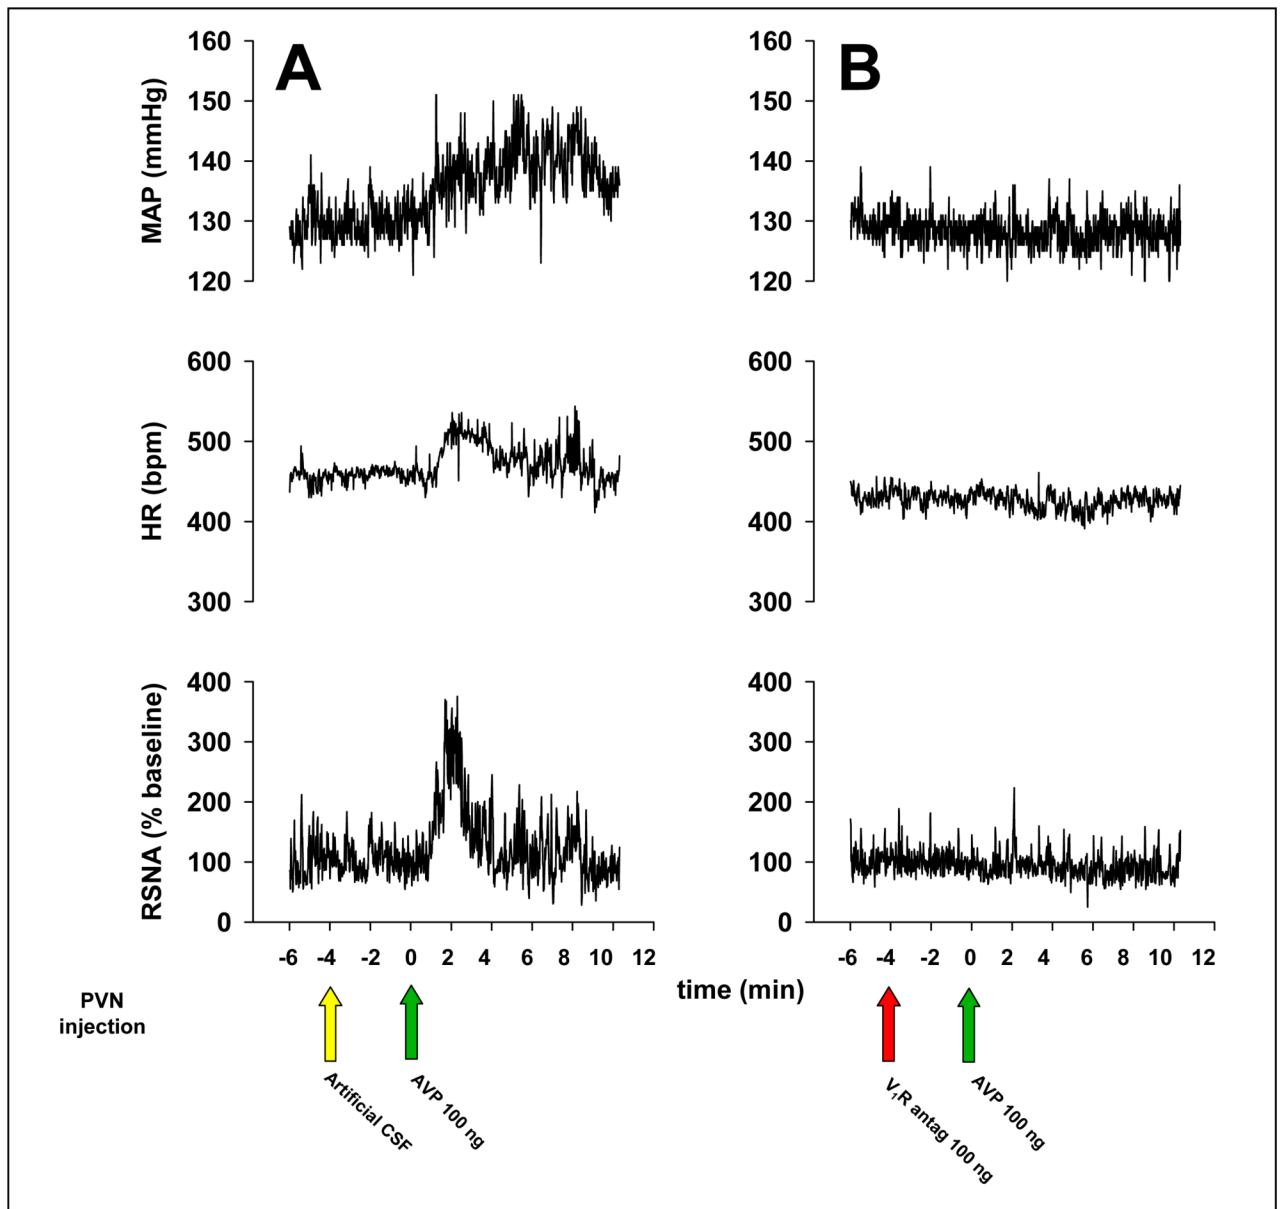 A
B
MAP (mmHg)
160
150
140
130
120
160
150
140
130
120
HR (bpm)
600
500
400
300
600
500
400
300
RSNA (% baseline)
400
300
200
100
0
400
300
200
100
0
-6 -4 -2 0 2 4 6 8 10 12
-6 -4 -2 0 2 4 6 8 10 12
time (min)
PVN
injection
Artificial CSF
AVP 100 ng
V₁R antag 100 ng
AVP 100 ng